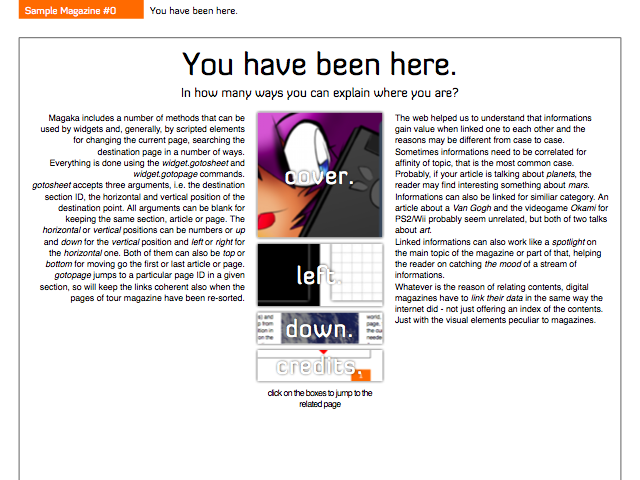 Sample Magazine #0
You have been here.
You have been here.
In how many ways you can explain where you are?
Magaka includes a number of methods that can be
used by widgets and, generally, by scripted elements
for changing the current page, searching the
destination page in a number of ways.
Everything is done using the widget.gotosheet and
widget.gotopage commands.
gotosheet accepts three arguments, i.e. the destination
section ID, the horizontal and vertical position of the
destination point. All arguments can be blank for
keeping the same section, article or page. The
horizontal or vertical positions can be numbers or up
and down for the vertical position and left or right for
the horizontal one. Both of them can also be top or
bottom for moving go the first or last article or page.
gotopage jumps to a particular page ID in a given
section, so will keep the links coherent also when the
pages of tour magazine have been re-sorted.
cover.
left.
down.
credits.
click on the boxes to jump to the
related page
The web helped us to understand that informations
gain value when linked one to each other and the
reasons may be different from case to case.
Sometimes informations need to be correlated for
affinity of topic, that is the most common case.
Probably, if your article is talking about planets, the
reader may find interesting something about mars.
Informations can also be linked for similiar category. An
article about a Van Gogh and the videogame Okami for
PS2/Wii probably seem unrelated, but both of two talks
about art.
Linked informations can also work like a spotlight on
the main topic of the magazine or part of that, helping
the reader on catching the mood of a stream of
informations.
Whatever is the reason of relating contents, digital
magazines have to link their data in the same way the
internet did - not just offering an index of the contents.
Just with the visual elements peculiar to magazines.